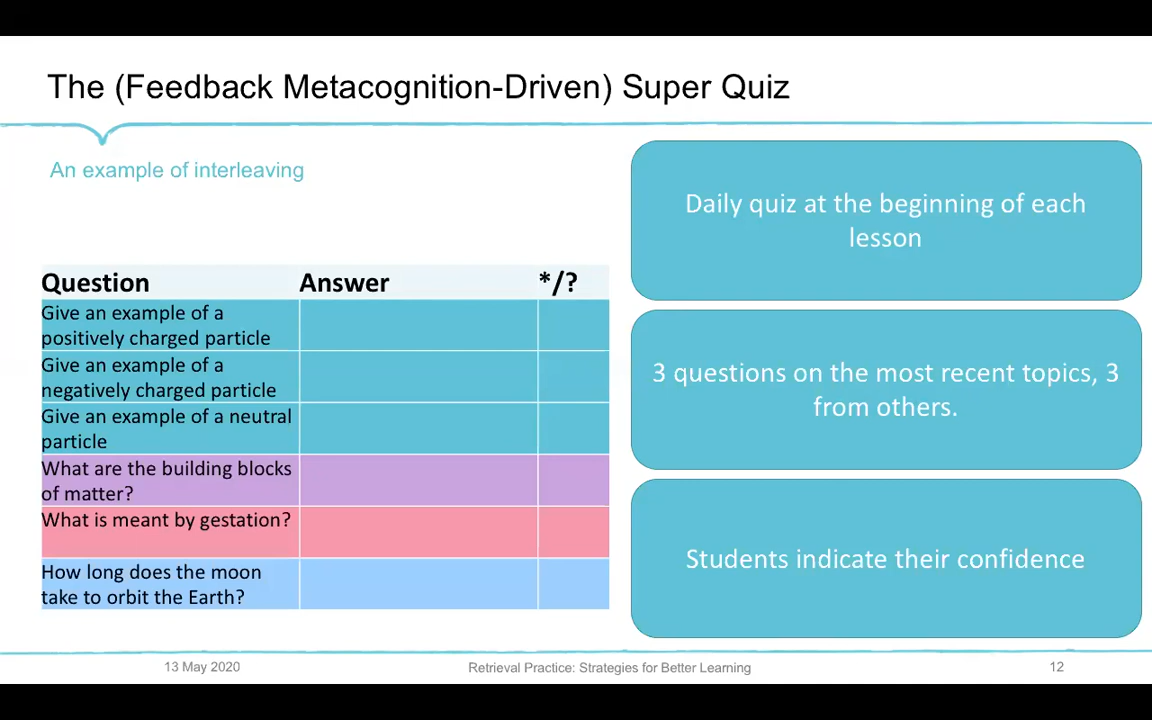 The (Feedback Metacognition-Driven) Super Quiz
An example of interleaving
Question Answer */?
Give an example of a
positively charged particle
Give an example of a
negatively charged particle
Give an example of a neutral
particle
What are the building blocks
of matter?
What is meant by gestation?
How long does the moon
take to orbit the Earth?
Daily quiz at the beginning of each
lesson
3 questions on the most recent topics, 3
from others.
Students indicate their confidence
13 May 2020 Retrieval Practice: Strategies for Better Learning 12